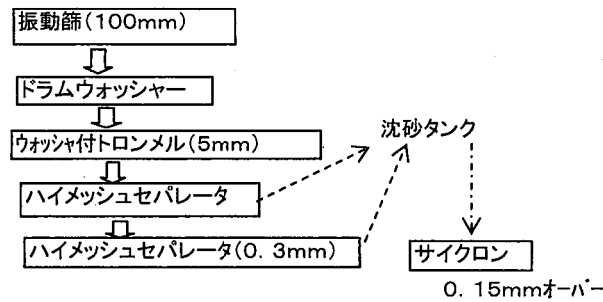 振動篩(100mm)
ドラムウォッシャー
ウォッシャ付トロンメル(5mm)
沈砂タンク
ハイメッシュセパレータ
ハイメッシュセパレータ(0.3mm)
サイクロン
0.15mmオーバー